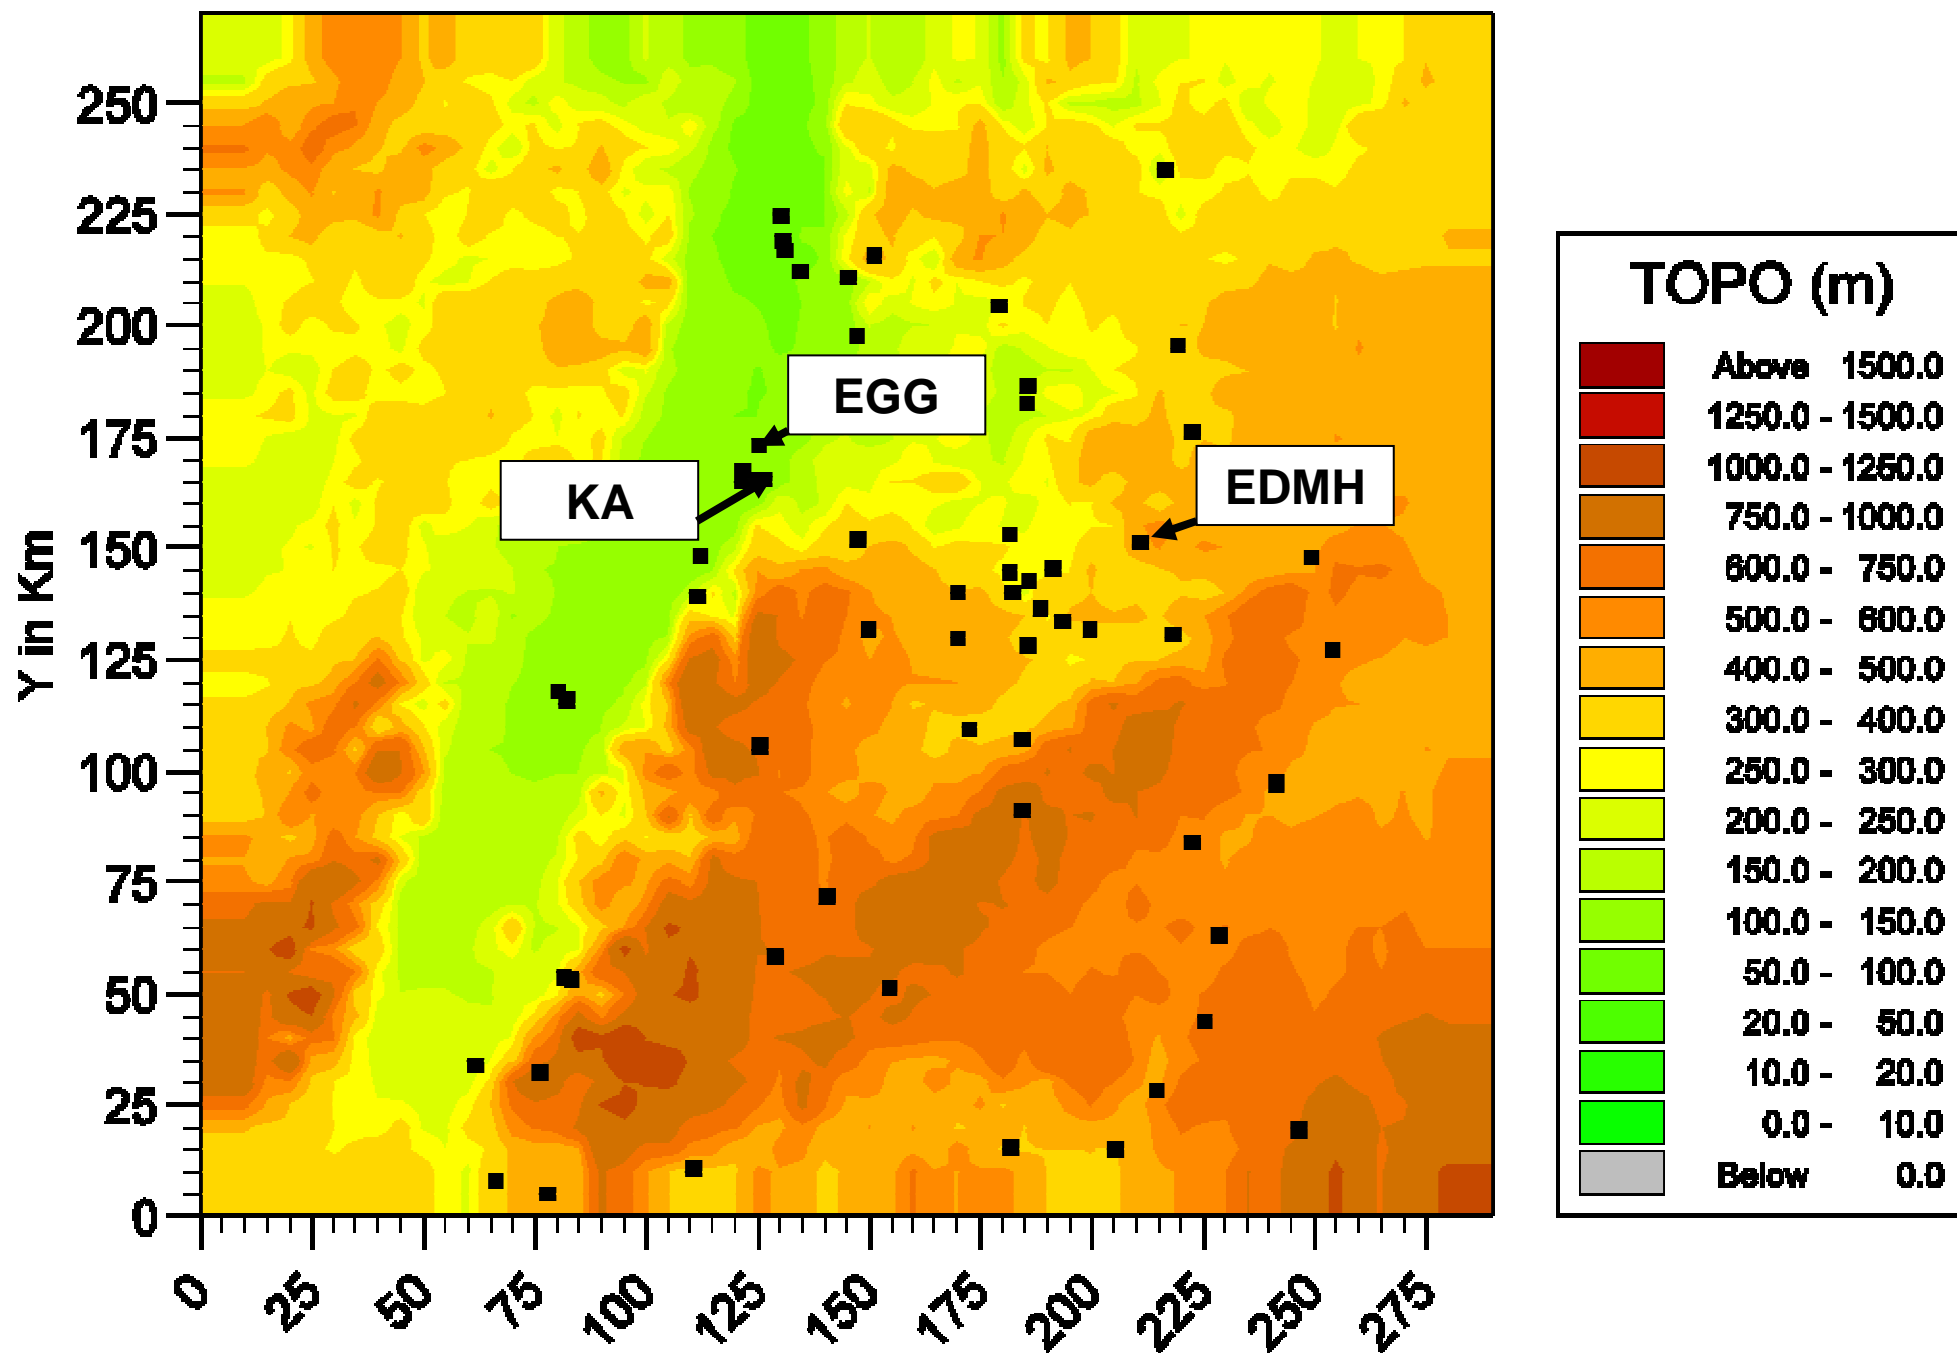 250
225
200
175
150
125
100
75
50
25
0
Y in Km
0 25 50 75 100 125 150 175 200 225 250 275
EGG
KA
EDMH
TOPO (m)
Above 1500.0
1250.0 - 1500.0
1000.0 - 1250.0
750.0 - 1000.0
600.0 - 750.0
500.0 - 600.0
400.0 - 500.0
300.0 - 400.0
250.0 - 300.0
200.0 - 250.0
150.0 - 200.0
100.0 - 150.0
50.0 - 100.0
20.0 - 50.0
10.0 - 20.0
0.0 - 10.0
Below 0.0